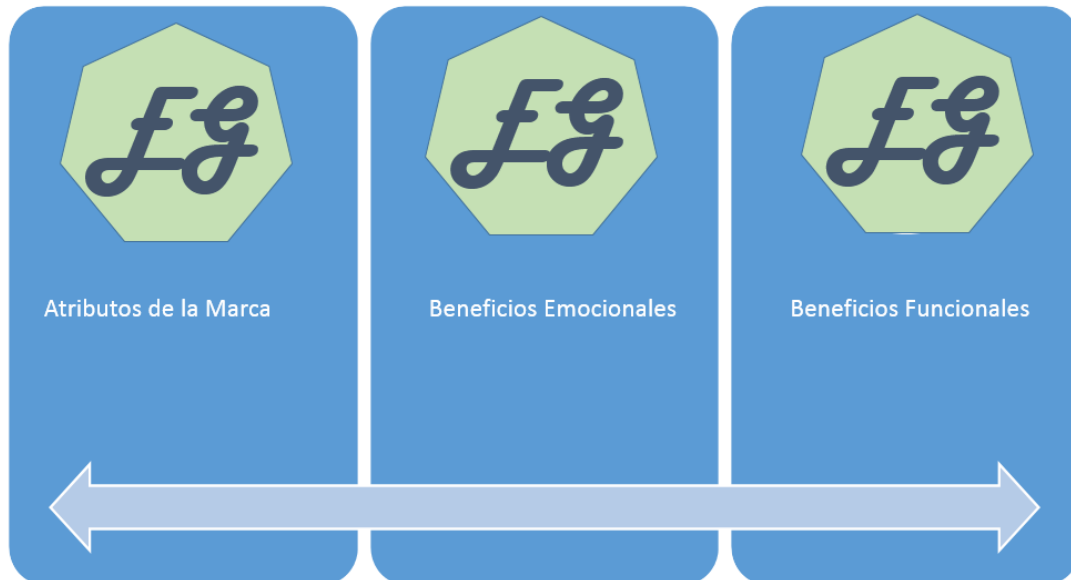 EG
EG
EG
Atributos de la Marca
Beneficios Emocionales
Beneficios Funcionales